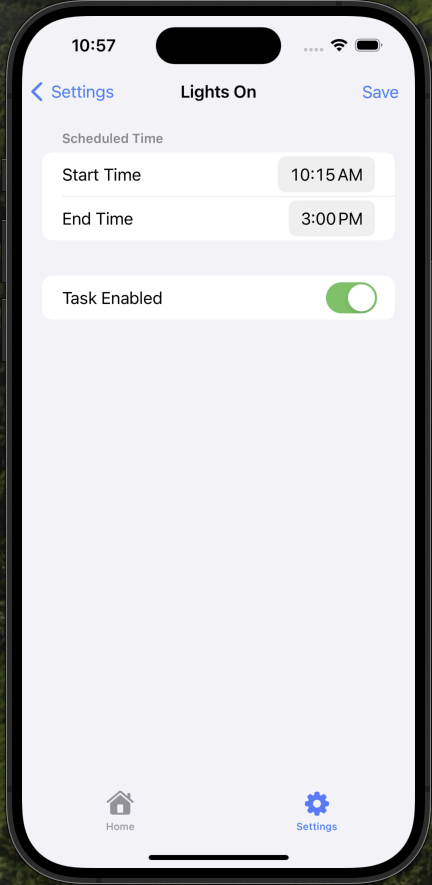 10:57
Settings Lights On Save
Scheduled Time
Start Time 10:15 AM
End Time 3:00 PM
Task Enabled
Home Settings